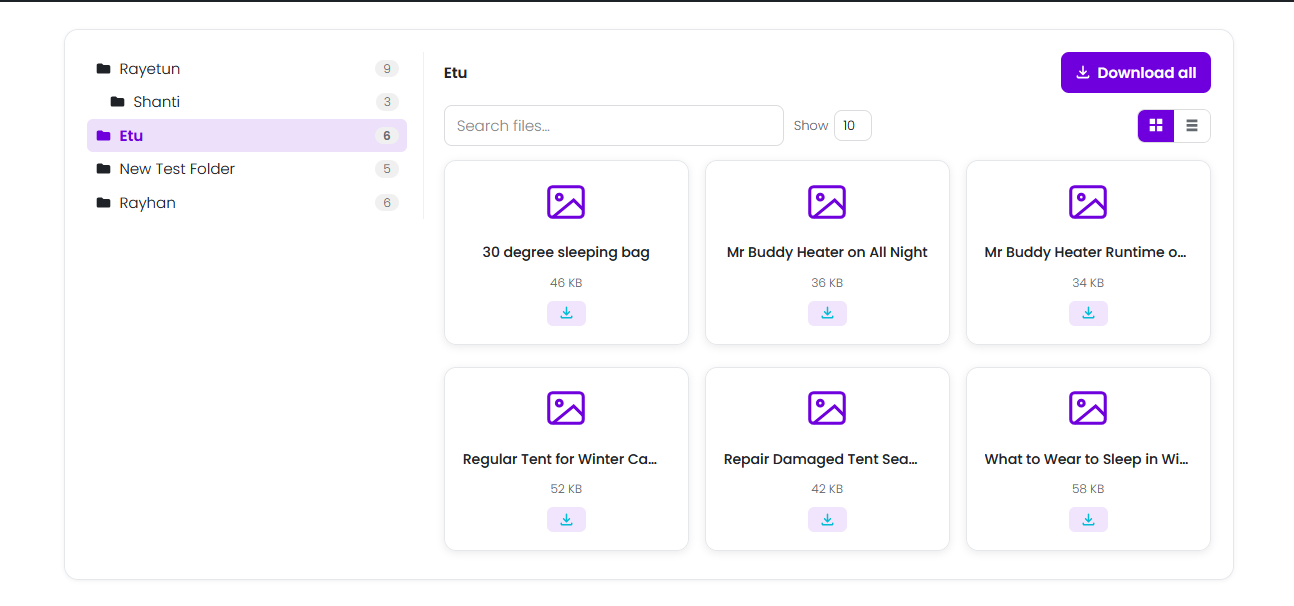 Rayetun 9
Shanti 3
Etu 6
New Test Folder 5
Rayhan 6
Etu
Download all
Search files...
Show 10
30 degree sleeping bag
46 KB
Mr Buddy Heater on All Night
36 KB
Mr Buddy Heater Runtime o...
34 KB
Regular Tent for Winter Ca...
52 KB
Repair Damaged Tent Sea...
42 KB
What to Wear to Sleep in Wi...
58 KB